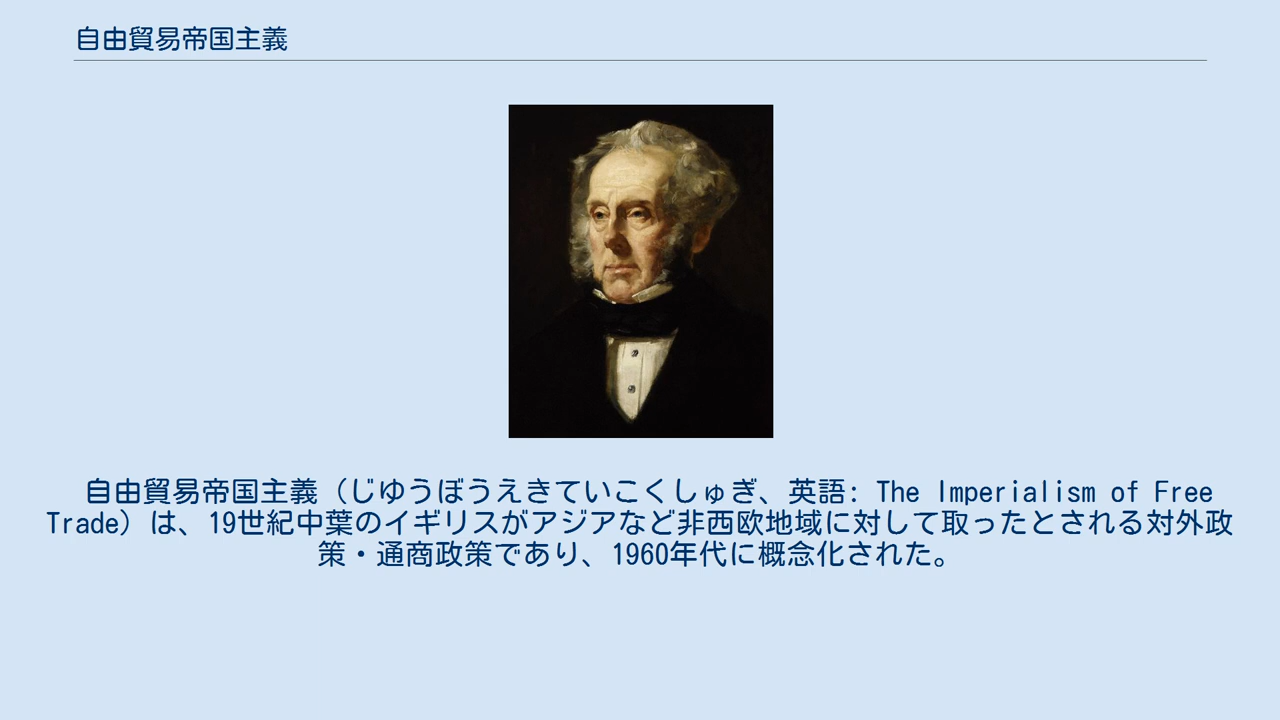 自由貿易帝国主義
自由貿易帝国主義（じゆうぼうえきていこくしゅぎ、英語: The Imperialism of Free
Trade）は、19世紀中葉のイギリスがアジアなど非西欧地域に対して取ったとされる対外政
策・通商政策であり、1960年代に概念化された。